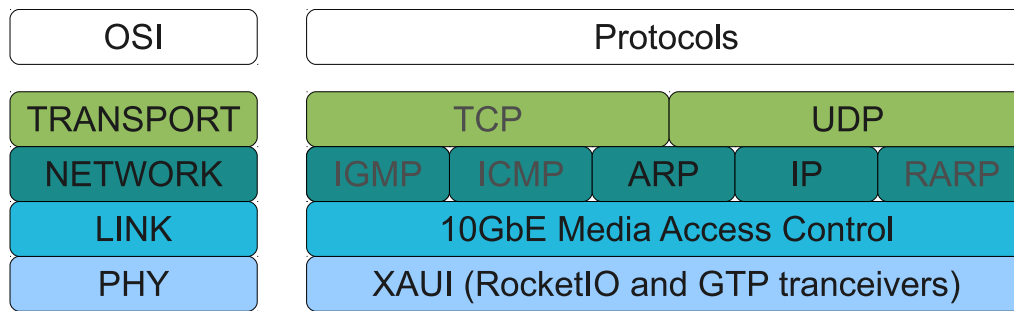 OSI Protocols
TRANSPORT TCP UDP
NETWORK IGMP ICMP ARP IP RARP
LINK 10GbE Media Access Control
PHY XAUI (RocketIO and GTP tranceivers)